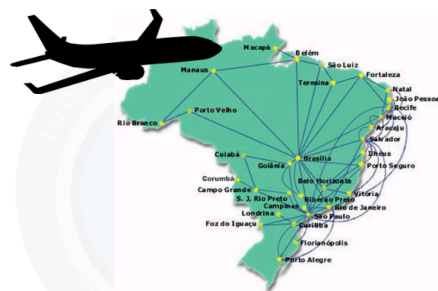 Macapá
Belém
São Luiz
Manaus
Fortaleza
Teresina
Natal
João Pessoa
Recife
Porto Velho
Maceió
Rio Branco
Aracaju
Salvador
Cuiabá
Brasília
Ilheus
Goiânia
Porto Seguro
Corumbá
Belo Horizonte
Campo Grande
Vitória
S. J. Rio Preto
Ribeirão Preto
Campinas
Rio de Janeiro
Londrina
São Paulo
Foz do Iguaçu
Curitiba
Florianópolis
Porto Alegre